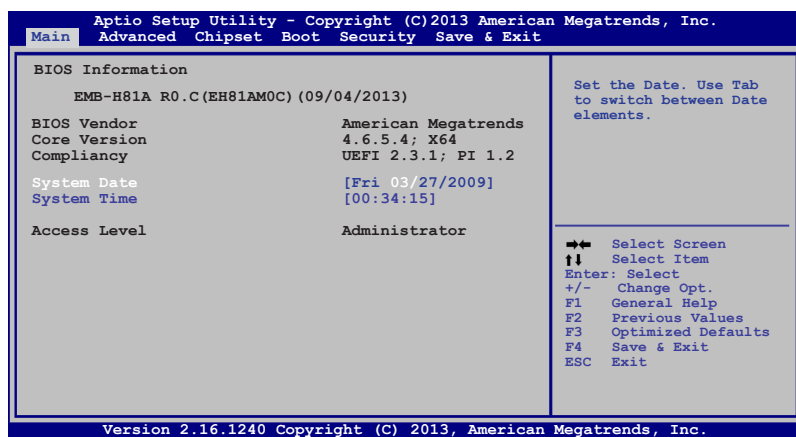 Aptio Setup Utility - Copyright (C)2013 American Megatrends, Inc.
Main Advanced Chipset Boot Security Save & Exit
BIOS Information
EMB-H81A R0.C(EH81AM0C)(09/04/2013)
BIOS Vendor American Megatrends
Core Version 4.6.5.4; X64
Compliancy UEFI 2.3.1; PI 1.2
System Date [Fri 03/27/2009]
System Time [00:34:15]
Access Level Administrator
Set the Date. Use Tab
to switch between Date
elements.
→← Select Screen
↑↓ Select Item
Enter: Select
+/- Change Opt.
F1 General Help
F2 Previous Values
F3 Optimized Defaults
F4 Save & Exit
ESC Exit
Version 2.16.1240 Copyright (C) 2013, American Megatrends, Inc.